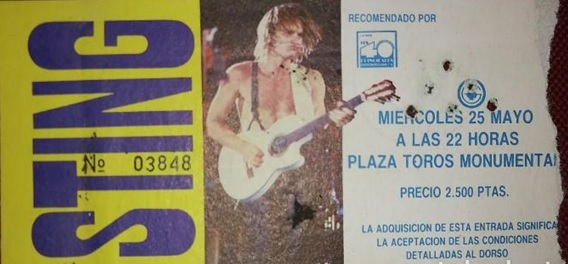 STING
No 03848
RECOMENDADO POR
40
MIERCOLES 25 MAYO
A LAS 22 HORAS
PLAZA TOROS MONUMENTAL
PRECIO 2.500 PTAS.
LA ADQUISICION DE ESTA ENTRADA SIGNIFICA
LA ACEPTACION DE LAS CONDICIONES
DETALLADAS AL DORSO